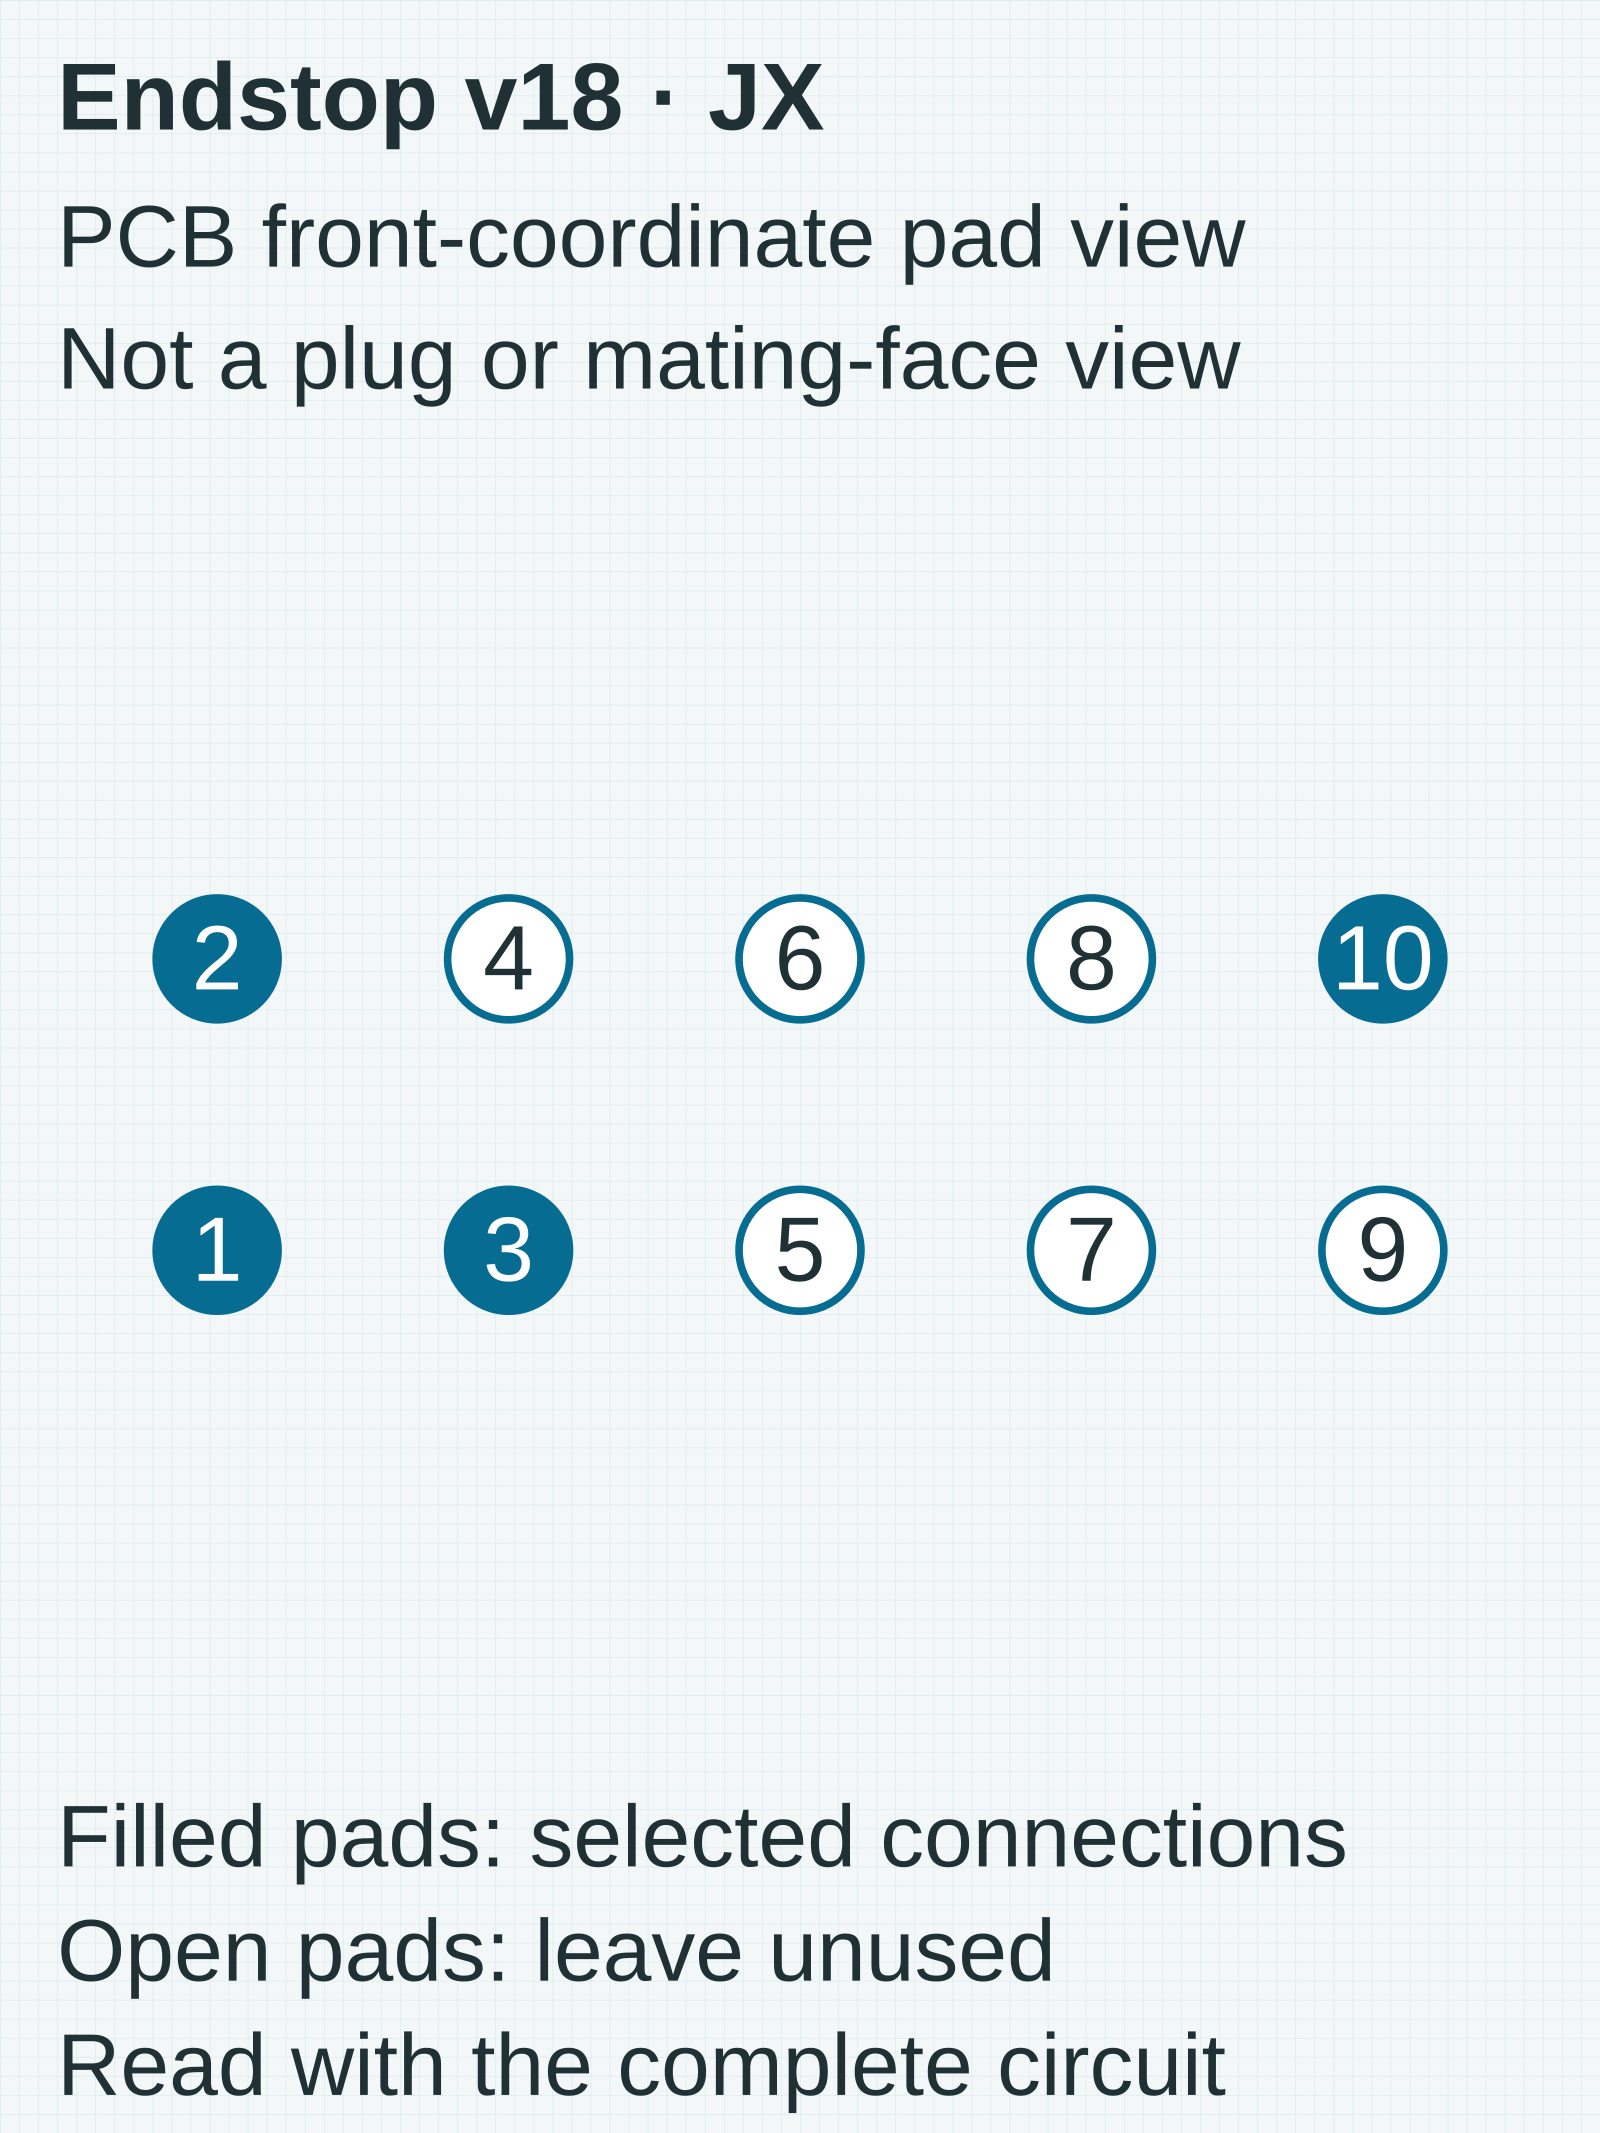 Endstop v18 · JX
PCB front-coordinate pad view
Not a plug or mating-face view
2 4 6 8 10
1 3 5 7 9
Filled pads: selected connections
Open pads: leave unused
Read with the complete circuit